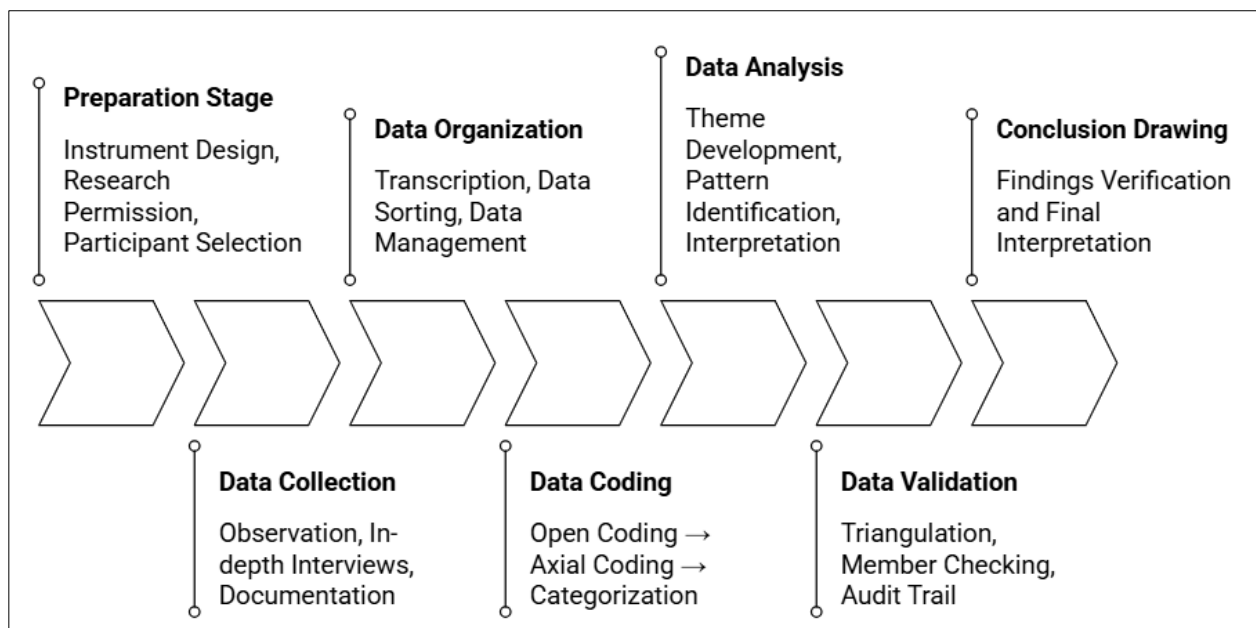 Preparation Stage
Instrument Design,
Research
Permission,
Participant Selection
Data Collection
Observation, In-
depth Interviews,
Documentation
Data Organization
Transcription, Data
Sorting, Data
Management
Data Coding
Open Coding →
Axial Coding →
Categorization
Data Analysis
Theme
Development,
Pattern
Identification,
Interpretation
Data Validation
Triangulation,
Member Checking,
Audit Trail
Conclusion Drawing
Findings Verification
and Final
Interpretation